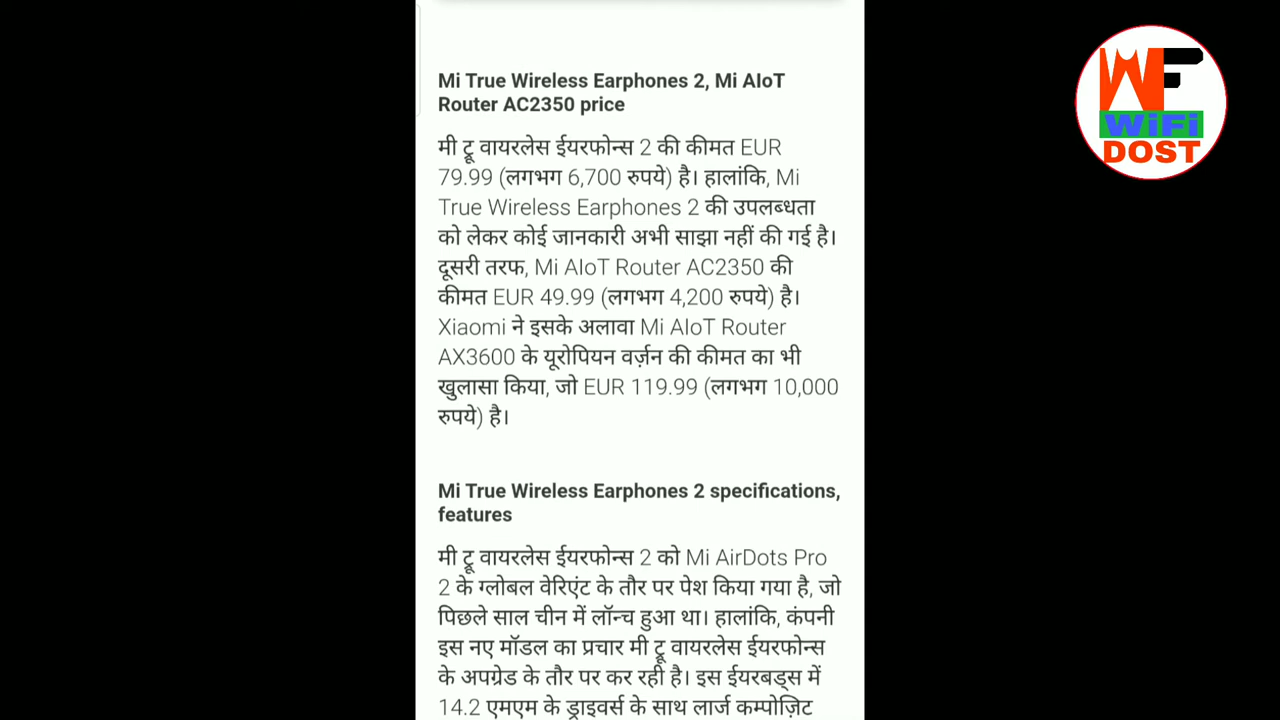 Mi True Wireless Earphones 2, Mi AIoT
Router AC2350 price
मी ट्रू वायरलेस ईयरफोन्स 2 की कीमत EUR
79.99 (लगभग 6,700 रुपये) है। हालांकि, Mi
True Wireless Earphones 2 की उपलब्धता
को लेकर कोई जानकारी अभी साझा नहीं की गई है।
दूसरी तरफ, Mi AIoT Router AC2350 की
कीमत EUR 49.99 (लगभग 4,200 रुपये) है।
Xiaomi ने इसके अलावा Mi AIoT Router
AX3600 के यूरोपियन वर्ज़न की कीमत का भी
खुलासा किया, जो EUR 119.99 (लगभग 10,000
रुपये) है।
Mi True Wireless Earphones 2 specifications,
features
मी ट्रू वायरलेस ईयरफोन्स 2 को Mi AirDots Pro
2 के ग्लोबल वेरिएंट के तौर पर पेश किया गया है, जो
पिछले साल चीन में लॉन्च हुआ था। हालांकि, कंपनी
इस नए मॉडल का प्रचार मी ट्रू वायरलेस ईयरफोन्स
के अपग्रेड के तौर पर कर रही है। इस ईयरबड्स में
14.2 एमएम के ड्राइवर्स के साथ लार्ज कम्पोज़िट
WF
WiFi
DOST